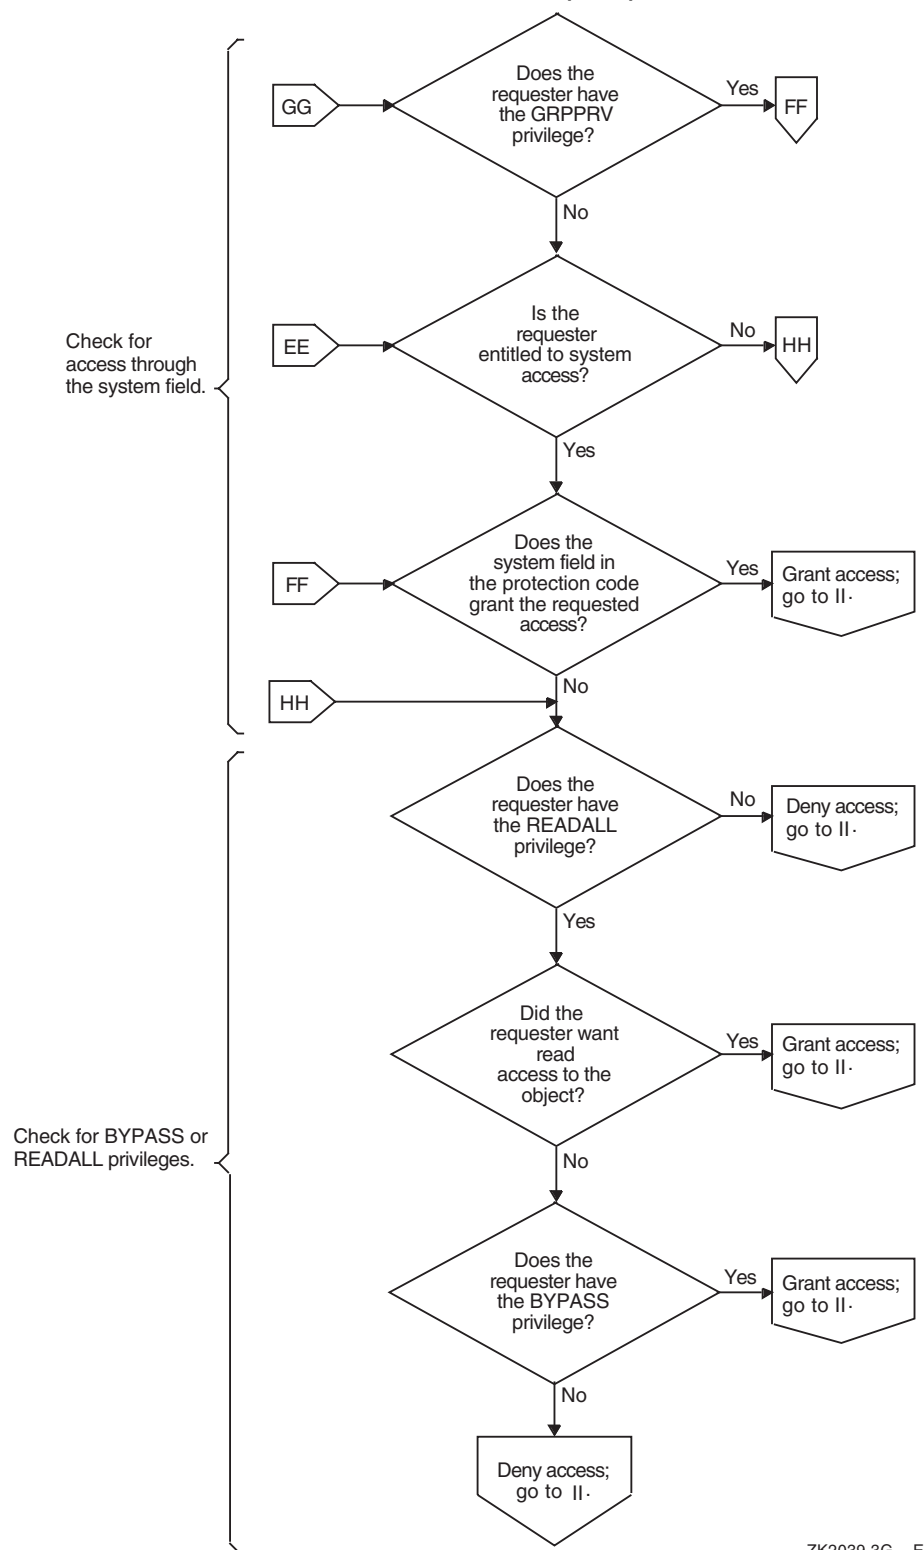 Does the
requester have
the GRPPRV
privilege?
GG
Yes
FF
No
Check for
access through
the system field.
Is the
requester
entitled to system
access?
EE
No
HH
Yes
Does the
system field in
the protection code
grant the requested
access?
FF
Yes
Grant access;
go to II.
No
HH
Does the
requester have
the READALL
privilege?
No
Deny access;
go to II.
Yes
Did the
requester want
read
access to the
object?
Yes
Grant access;
go to II.
Check for BYPASS or
READALL privileges.
No
Does the
requester have
the BYPASS
privilege?
Yes
Grant access;
go to II.
No
Deny access;
go to II.